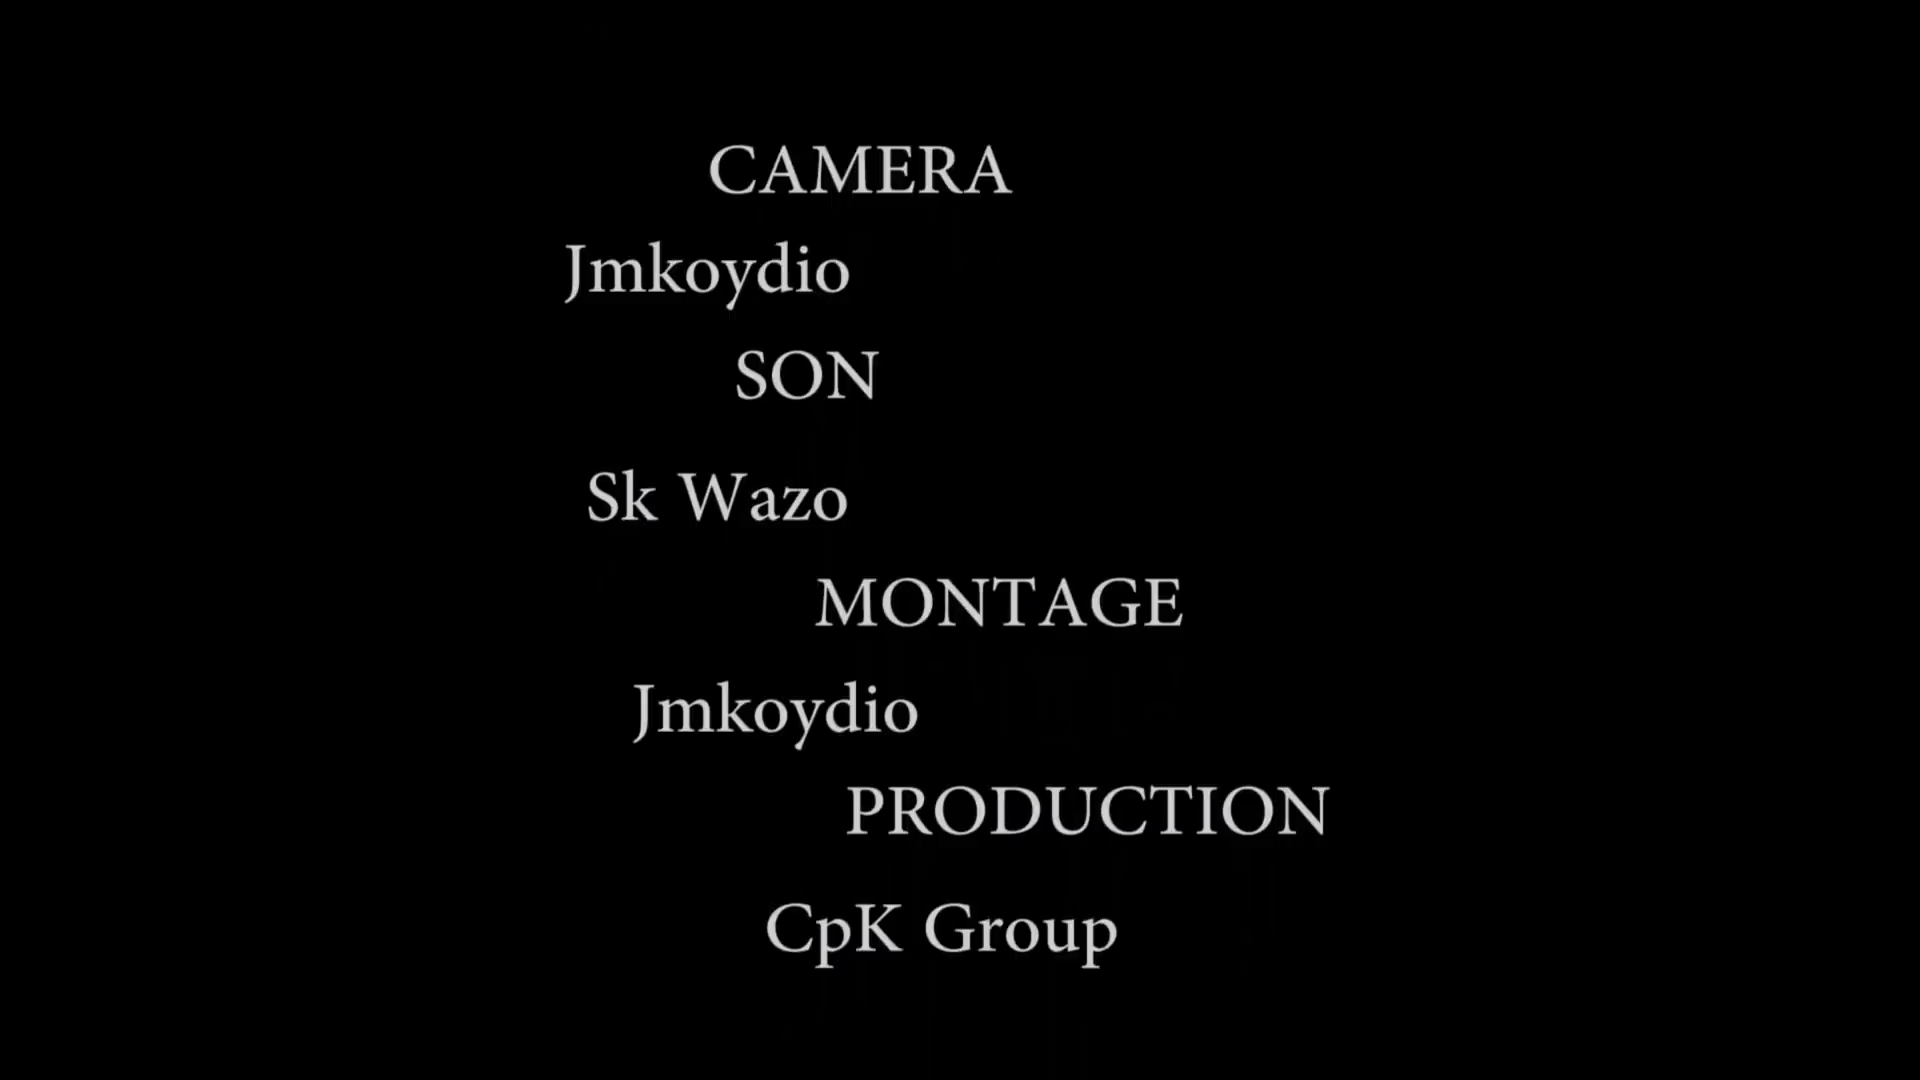 CAMERA
Jmkoydio
SON
Sk Wazo
MONTAGE
Jmkoydio
PRODUCTION
CpK Group